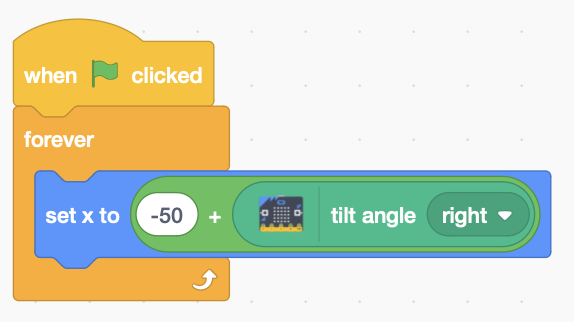 when clicked
forever
set x to -50 + tilt angle right